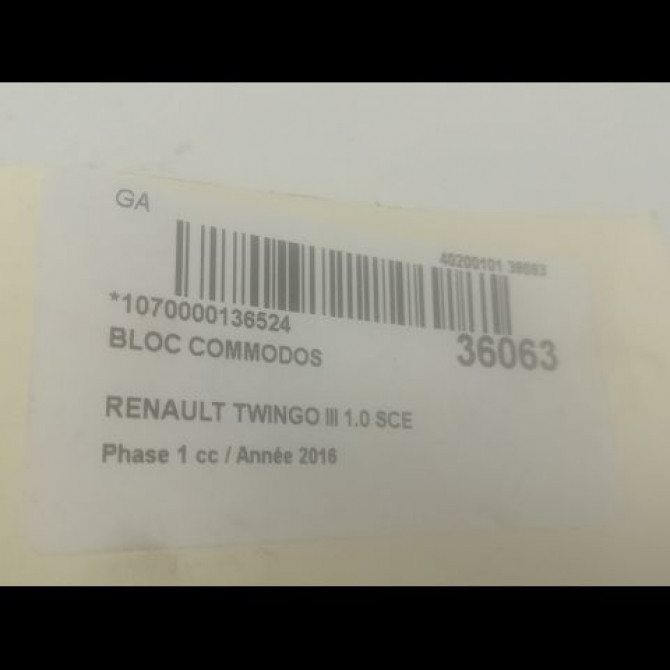 GA
40200101 36063
*1070000136524
BLOC COMMODOS
36063
RENAULT TWINGO III 1.0 SCE
Phase 1 cc / Année 2016